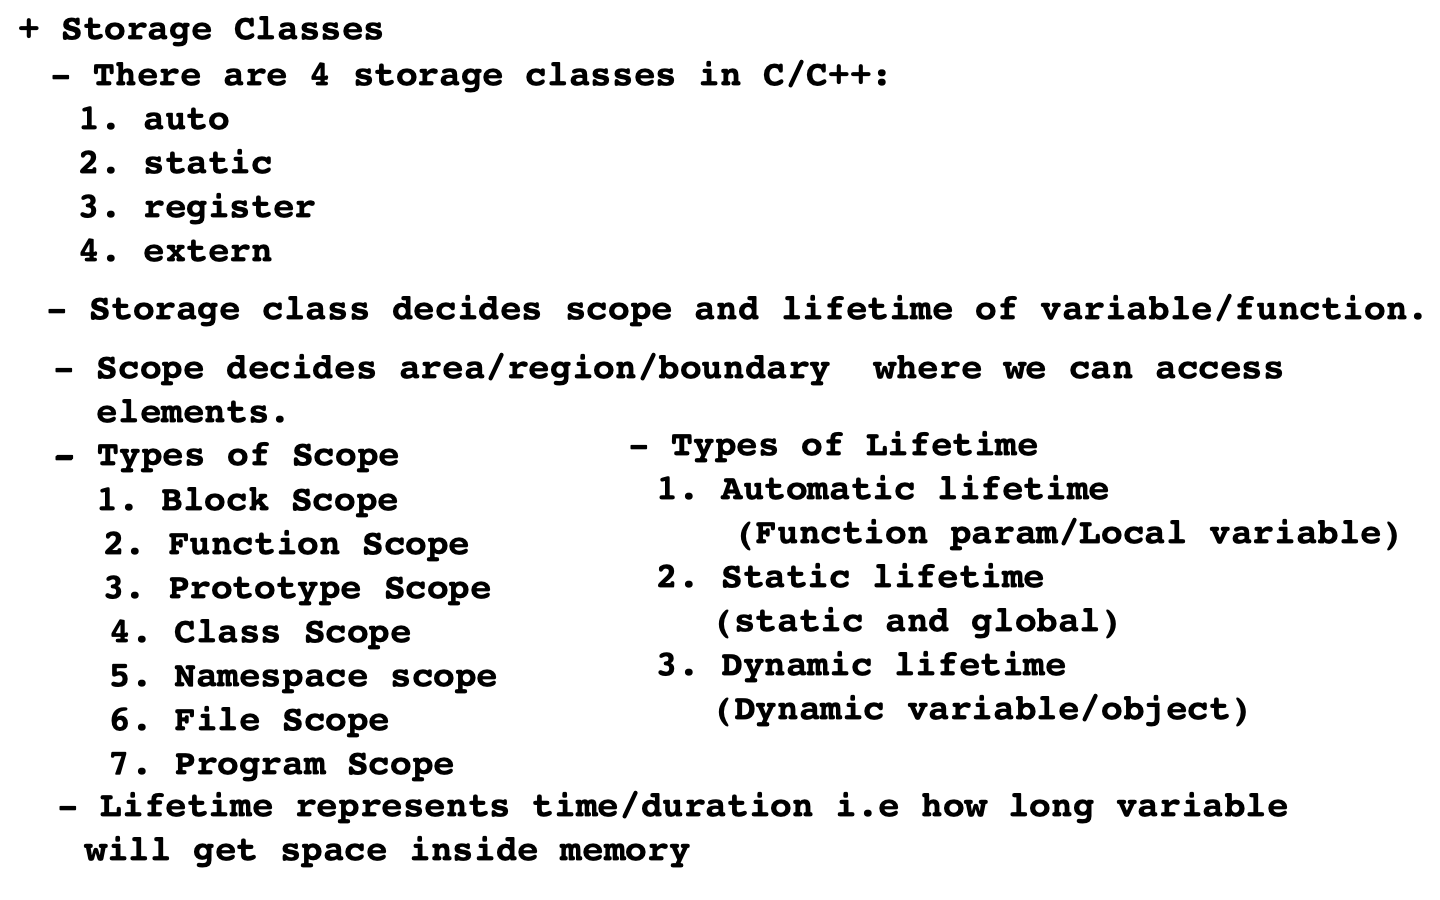 + Storage Classes
- There are 4 storage classes in C/C++:
1. auto
2. static
3. register
4. extern
- Storage class decides scope and lifetime of variable/function.
- Scope decides area/region/boundary  where we can access
elements.
- Types of Scope
1. Block Scope
2. Function Scope
3. Prototype Scope
4. Class Scope
5. Namespace scope
6. File Scope
7. Program Scope
- Types of Lifetime
1. Automatic lifetime
(Function param/Local variable)
2. Static lifetime
(static and global)
3. Dynamic lifetime
(Dynamic variable/object)
- Lifetime represents time/duration i.e how long variable
will get space inside memory